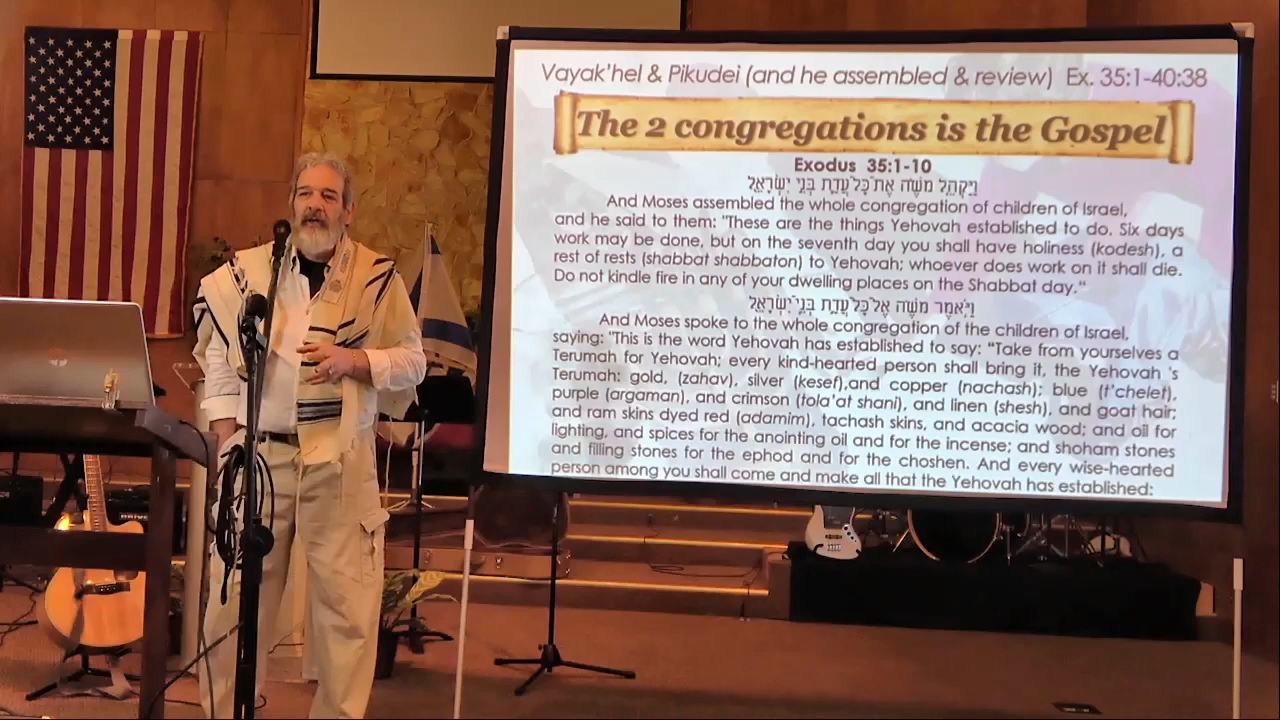 Vayak'hel & Pikudei (and he assembled & review) Ex. 35:1-40:38
The 2 congregations is the Gospel
Exodus 35:1-10
וַיַּקְהֵ֣ל מֹשֶׁ֗ה אֶֽת־כׇּל־עֲדַ֛ת בְּנֵ֥י יִשְׂרָאֵ֖ל
And Moses assembled the whole congregation of children of Israel,
and he said to them: "These are the things Yehovah established to do. Six days
work may be done, but on the seventh day you shall have holiness (kodesh), a
rest of rests (shabbat shabbaton) to Yehovah; whoever does work on it shall die.
Do not kindle fire in any of your dwelling places on the Shabbat day."
וַיֹּ֣אמֶר מֹשֶׁ֔ה אֶל־כׇּל־עֲדַ֥ת בְּנֵֽי־יִשְׂרָאֵ֖ל
And Moses spoke to the whole congregation of the children of Israel,
saying: "This is the word Yehovah has established to say: "Take from yourselves a
Terumah for Yehovah; every kind-hearted person shall bring it, the Yehovah 's
Terumah: gold, (zahav), silver (kesef),and copper (nachash); blue (t'chelet),
purple (argaman), and crimson (tola'at shani), and linen (shesh), and goat hair;
and ram skins dyed red (adamim), tachash skins, and acacia wood; and oil for
lighting, and spices for the anointing oil and for the incense; and shoham stones
and filling stones for the ephod and for the choshen. And every wise-hearted
person among you shall come and make all that the Yehovah has established: